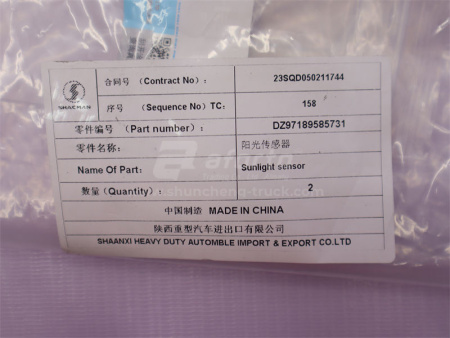 合同号 (Contract No): 23SQD050211744
SHACMAN 序号 (Sequence No) TC: 158
零件编号 (Part number): DZ97189585731
零件名称: 阳光传感器
Name Of Part: Sunlight sensor
数量 (Quantity): 2
中国制造 MADE IN CHINA
陕西重型汽车进出口有限公司
SHAANXI HEAVY DUTY AUTOMBLE IMPORT & EXPORT CO.LTD